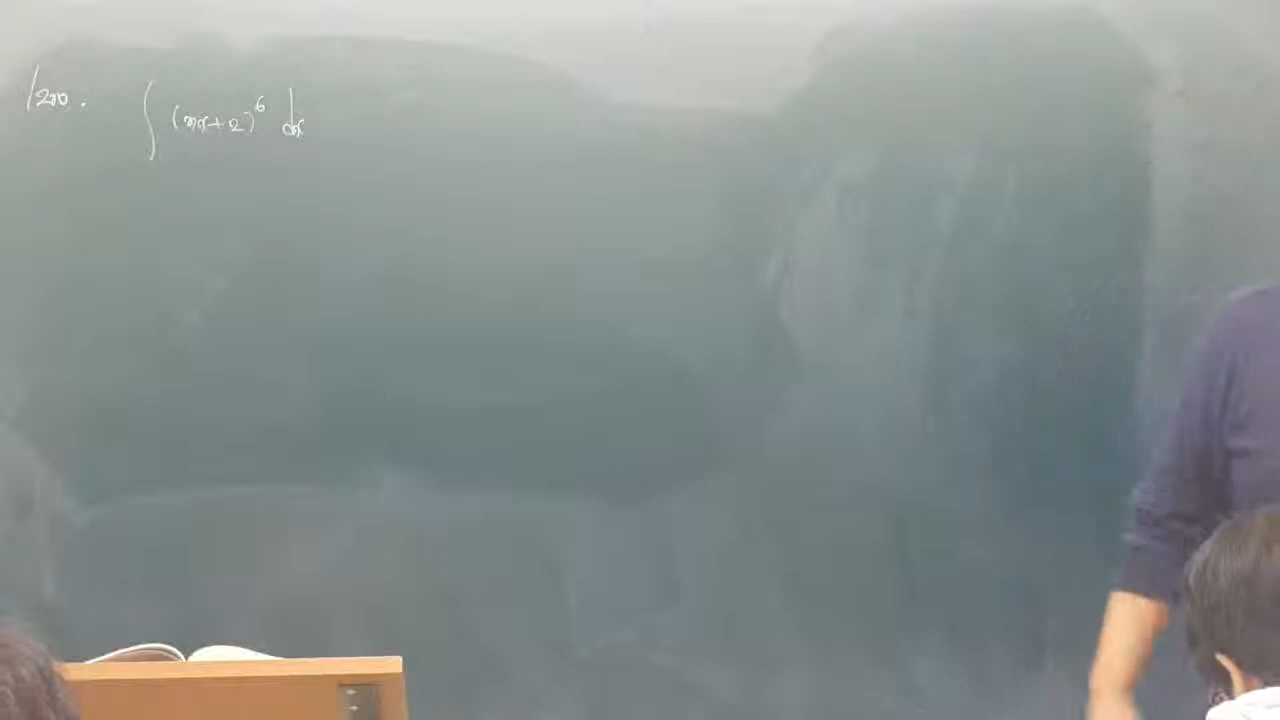 ∫ (3x+2)^6 dx